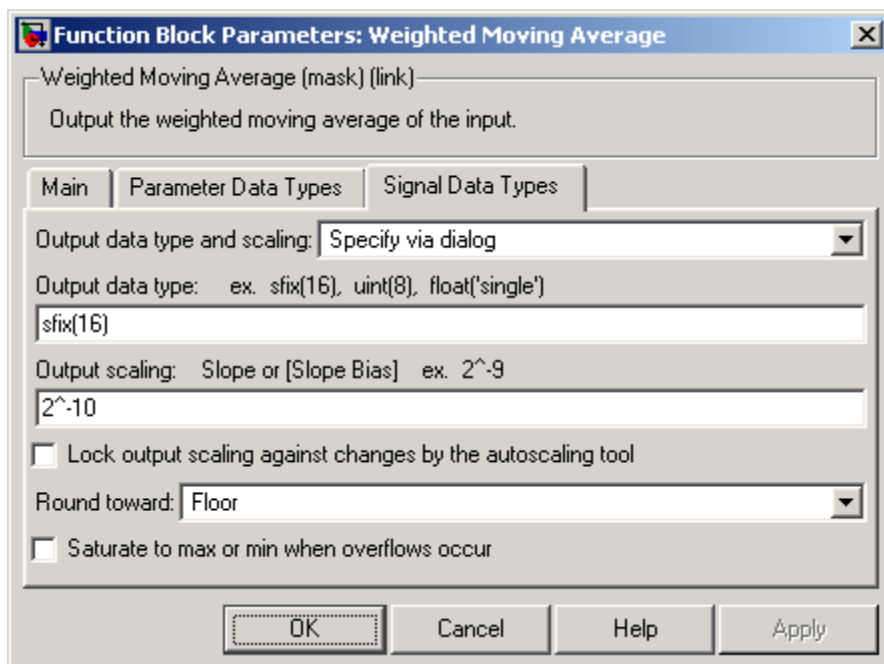 Function Block Parameters: Weighted Moving Average
Weighted Moving Average (mask) (link)
Output the weighted moving average of the input.
Main Parameter Data Types Signal Data Types
Output data type and scaling: Specify via dialog
Output data type: ex. sfix(16), uint(8), float('single')
sfix(16)
Output scaling: Slope or [Slope Bias] ex. 2^-9
2^-10
Lock output scaling against changes by the autoscaling tool
Round toward: Floor
Saturate to max or min when overflows occur
OK Cancel Help Apply